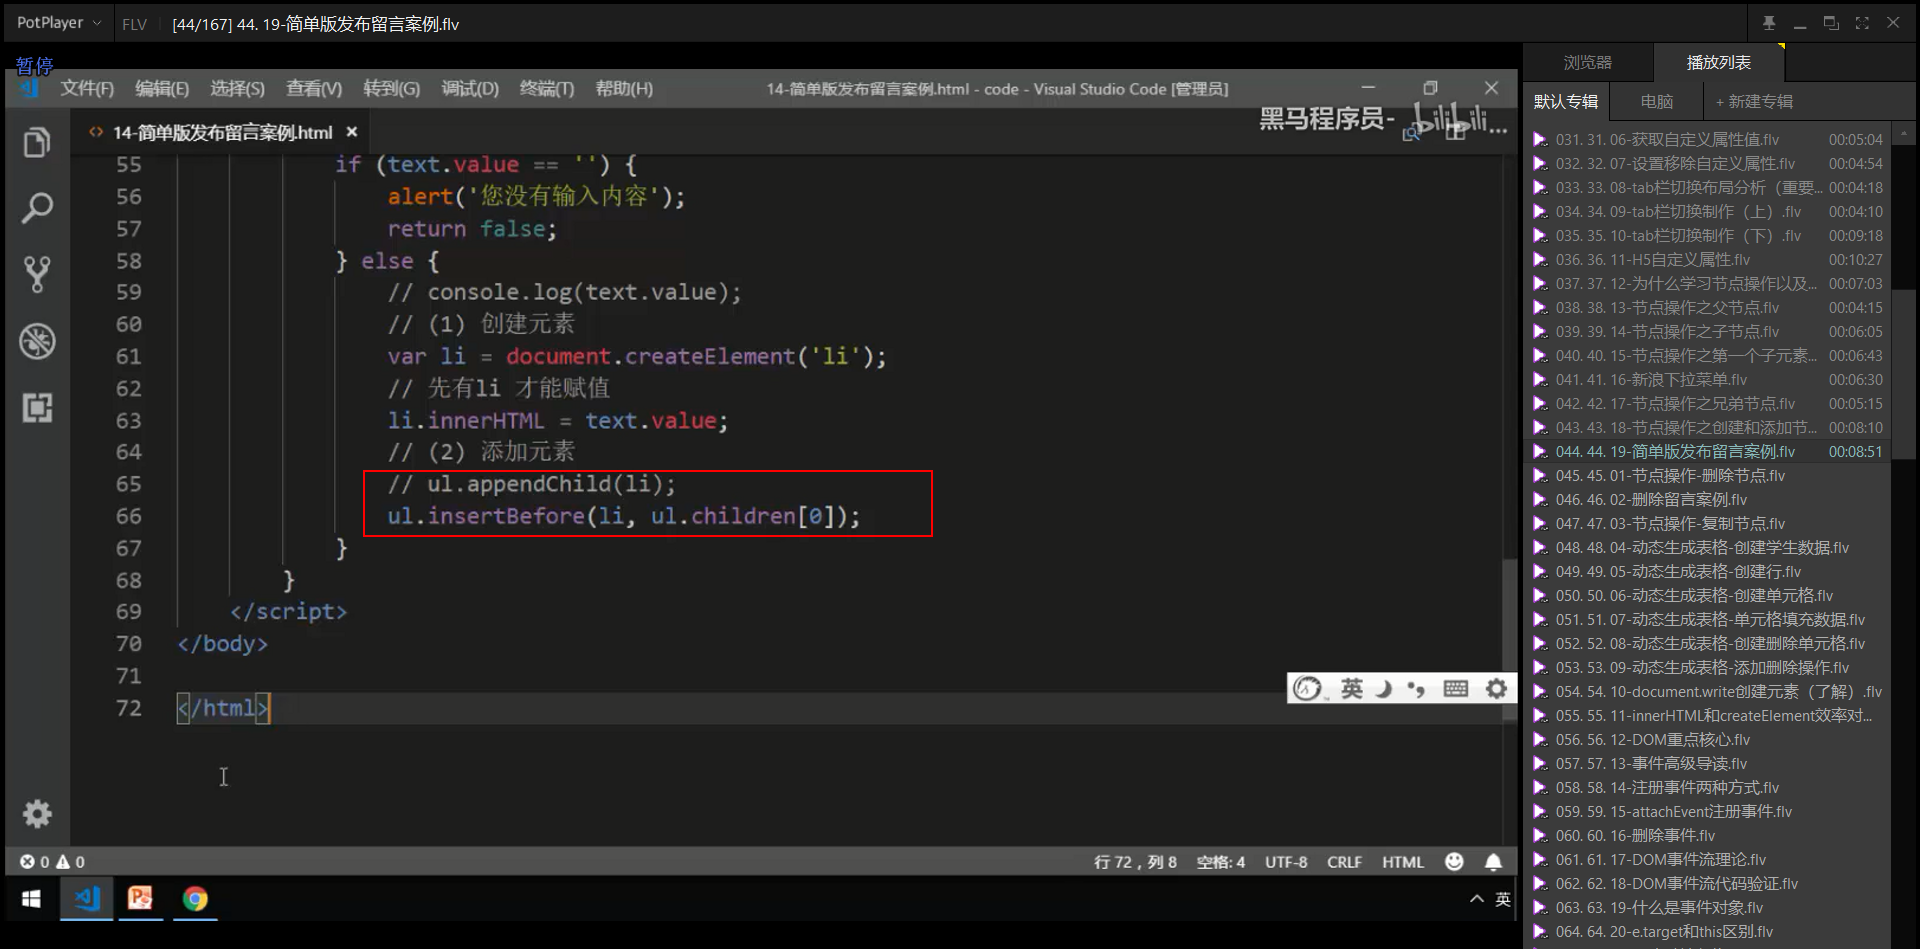 PotPlayer FLV [44/167] 44. 19-简单版发布留言案例.flv
暂停
文件(F) 编辑(E) 选择(S) 查看(V) 转到(G) 调试(D) 终端(T) 帮助(H) 14-简单版发布留言案例.html - code - Visual Studio Code [管理员]
14-简单版发布留言案例.html ×
黑马程序员- bilibili
55 if (text.value == '') {
56 alert('您没有输入内容');
57 return false;
58 } else {
59 // console.log(text.value);
60 // (1) 创建元素
61 var li = document.createElement('li');
62 // 先有li 才能赋值
63 li.innerHTML = text.value;
64 // (2) 添加元素
65 // ul.appendChild(li);
66 ul.insertBefore(li, ul.children[0]);
67 }
68 }
69 </script>
70 </body>
71
72 </html>
英
0 0 行 72，列 8 空格: 4 UTF-8 CRLF HTML
英
浏览器 播放列表
默认专辑 电脑 + 新建专辑
031. 31. 06-获取自定义属性值.flv 00:05:04
032. 32. 07-设置移除自定义属性.flv 00:04:54
033. 33. 08-tab栏切换布局分析（重要... 00:04:18
034. 34. 09-tab栏切换制作（上）.flv 00:04:10
035. 35. 10-tab栏切换制作（下）.flv 00:09:18
036. 36. 11-H5自定义属性.flv 00:10:27
037. 37. 12-为什么学习节点操作以及... 00:07:03
038. 38. 13-节点操作之父节点.flv 00:04:15
039. 39. 14-节点操作之子节点.flv 00:06:05
040. 40. 15-节点操作之第一个子元素... 00:06:43
041. 41. 16-新浪下拉菜单.flv 00:06:30
042. 42. 17-节点操作之兄弟节点.flv 00:05:15
043. 43. 18-节点操作之创建和添加节... 00:08:10
044. 44. 19-简单版发布留言案例.flv 00:08:51
045. 45. 01-节点操作-删除节点.flv
046. 46. 02-删除留言案例.flv
047. 47. 03-节点操作-复制节点.flv
048. 48. 04-动态生成表格-创建学生数据.flv
049. 49. 05-动态生成表格-创建行.flv
050. 50. 06-动态生成表格-创建单元格.flv
051. 51. 07-动态生成表格-单元格填充数据.flv
052. 52. 08-动态生成表格-创建删除单元格.flv
053. 53. 09-动态生成表格-添加删除操作.flv
054. 54. 10-document.write创建元素（了解）.flv
055. 55. 11-innerHTML和createElement效率对...
056. 56. 12-DOM重点核心.flv
057. 57. 13-事件高级导读.flv
058. 58. 14-注册事件两种方式.flv
059. 59. 15-attachEvent注册事件.flv
060. 60. 16-删除事件.flv
061. 61. 17-DOM事件流理论.flv
062. 62. 18-DOM事件流代码验证.flv
063. 63. 19-什么是事件对象.flv
064. 64. 20-e.target和this区别.flv